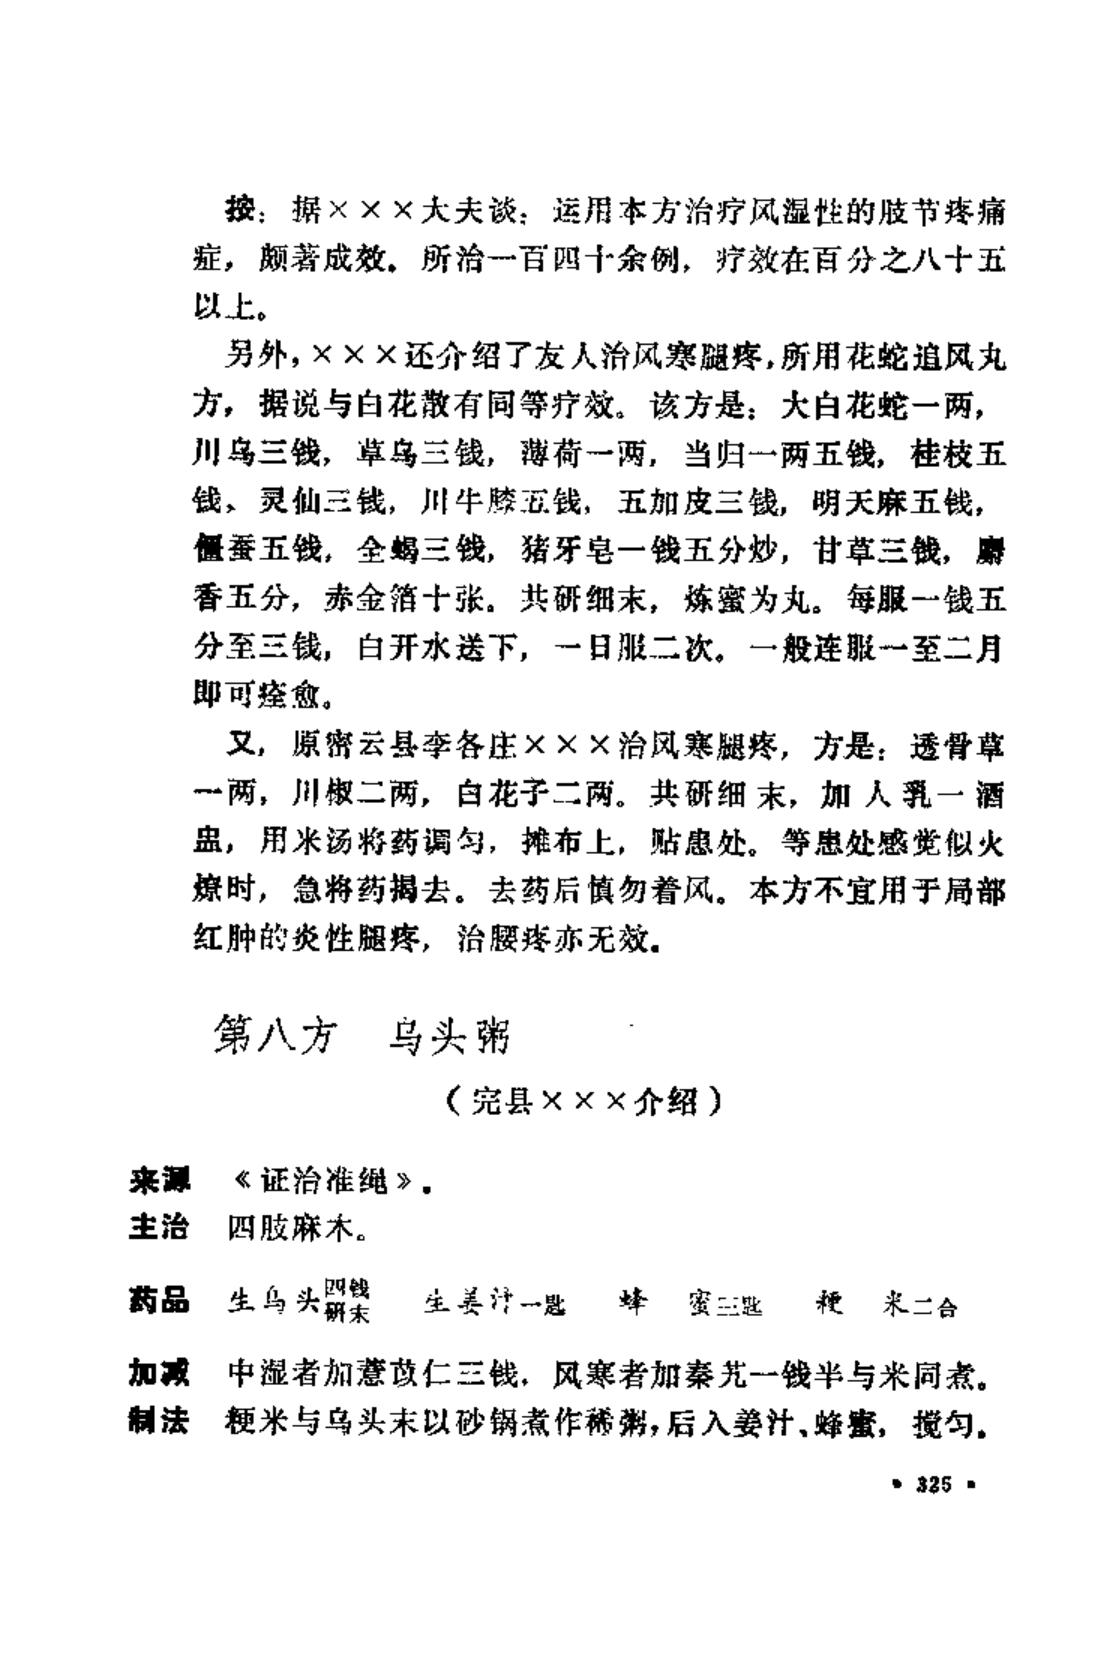 按：据×××大夫谈：运用本方治疗风湿性的肢节疼痛
症，颇著成效。所治一百四十余例，疗效在百分之八十五
以上。
另外，×××还介绍了友人治风寒腿疼，所用花蛇追风丸
方，据说与白花散有同等疗效。该方是：大白花蛇一两，
川乌三钱，草乌三钱，薄荷一两，当归一两五钱，桂枝五
钱、灵仙三钱，川牛膝五钱，五加皮三钱，明天麻五钱，
僵蚕五钱，全蝎三钱，猪牙皂一钱五分炒，甘草三钱，麝
香五分，赤金箔十张。共研细末，炼蜜为丸。每服一钱五
分至三钱，白开水送下，一日服二次。一般连服一至二月
即可痊愈。
又，原密云县李各庄×××治风寒腿疼，方是：透骨草
一两，川椒二两，白花子二两。共研细末，加人乳一酒
盅，用米汤将药调匀，摊布上，贴患处。等患处感觉似火
燎时，急将药揭去。去药后慎勿着风。本方不宜用于局部
红肿的炎性腿疼，治腰疼亦无效。
第八方 乌头粥
（完县×××介绍）
来源 《证治准绳》。
主治 四肢麻木。
药品 生乌头四钱研末 生姜汁一匙 蜂 蜜三匙 粳 米二合
加减 中湿者加薏苡仁三钱，风寒者加秦艽一钱半与米同煮。
制法 粳米与乌头末以砂锅煮作稀粥，后入姜汁、蜂蜜，搅匀。
• 325 •